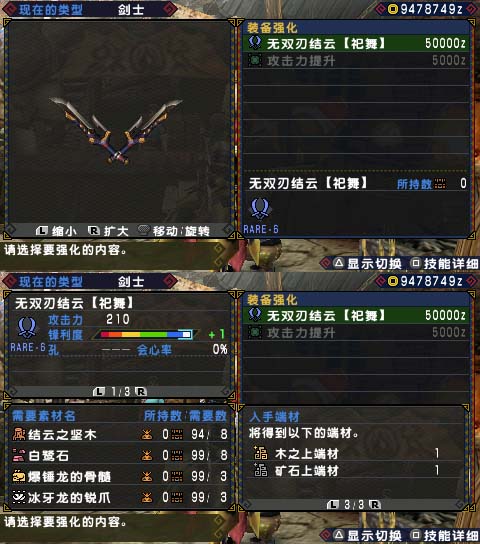 现在的类型 剑士
9478749z
装备强化
无双刃结云【祀舞】 50000z
攻击力提升 5000z
无双刃结云【祀舞】 所持数 0
RARE-6
L 缩小 R 扩大 移动/旋转
请选择要强化的内容。
△显示切换 □技能详细
现在的类型 剑士
9478749z
无双刃结云【祀舞】
攻击力 210
锋利度 +1
RARE-6 孔 --- 会心率 0%
L 1/3 R
装备强化
无双刃结云【祀舞】 50000z
攻击力提升 5000z
需要素材名 所持数/需要数
结云之坚木 0 94/ 8
白鹭石 0 99/ 8
爆锤龙的骨髓 0 99/ 3
冰牙龙的锐爪 0 99/ 3
入手端材
将得到以下的端材。
木之上端材 1
矿石上端材 1
L 3/3 R
请选择要强化的内容。
△显示切换 □技能详细